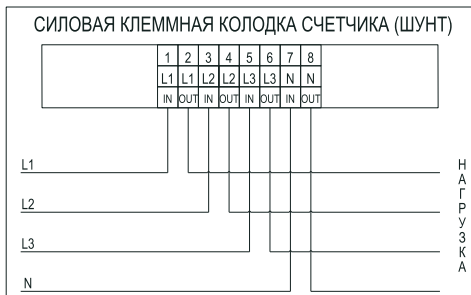 СИЛОВАЯ КЛЕММНАЯ КОЛОДКА СЧЕТЧИКА (ШУНТ)
1 2 3 4 5 6 7 8
L1 L1 L2 L2 L3 L3 N N
IN OUT IN OUT IN OUT IN OUT
L1
L2
L3
N
НАГРУЗКА